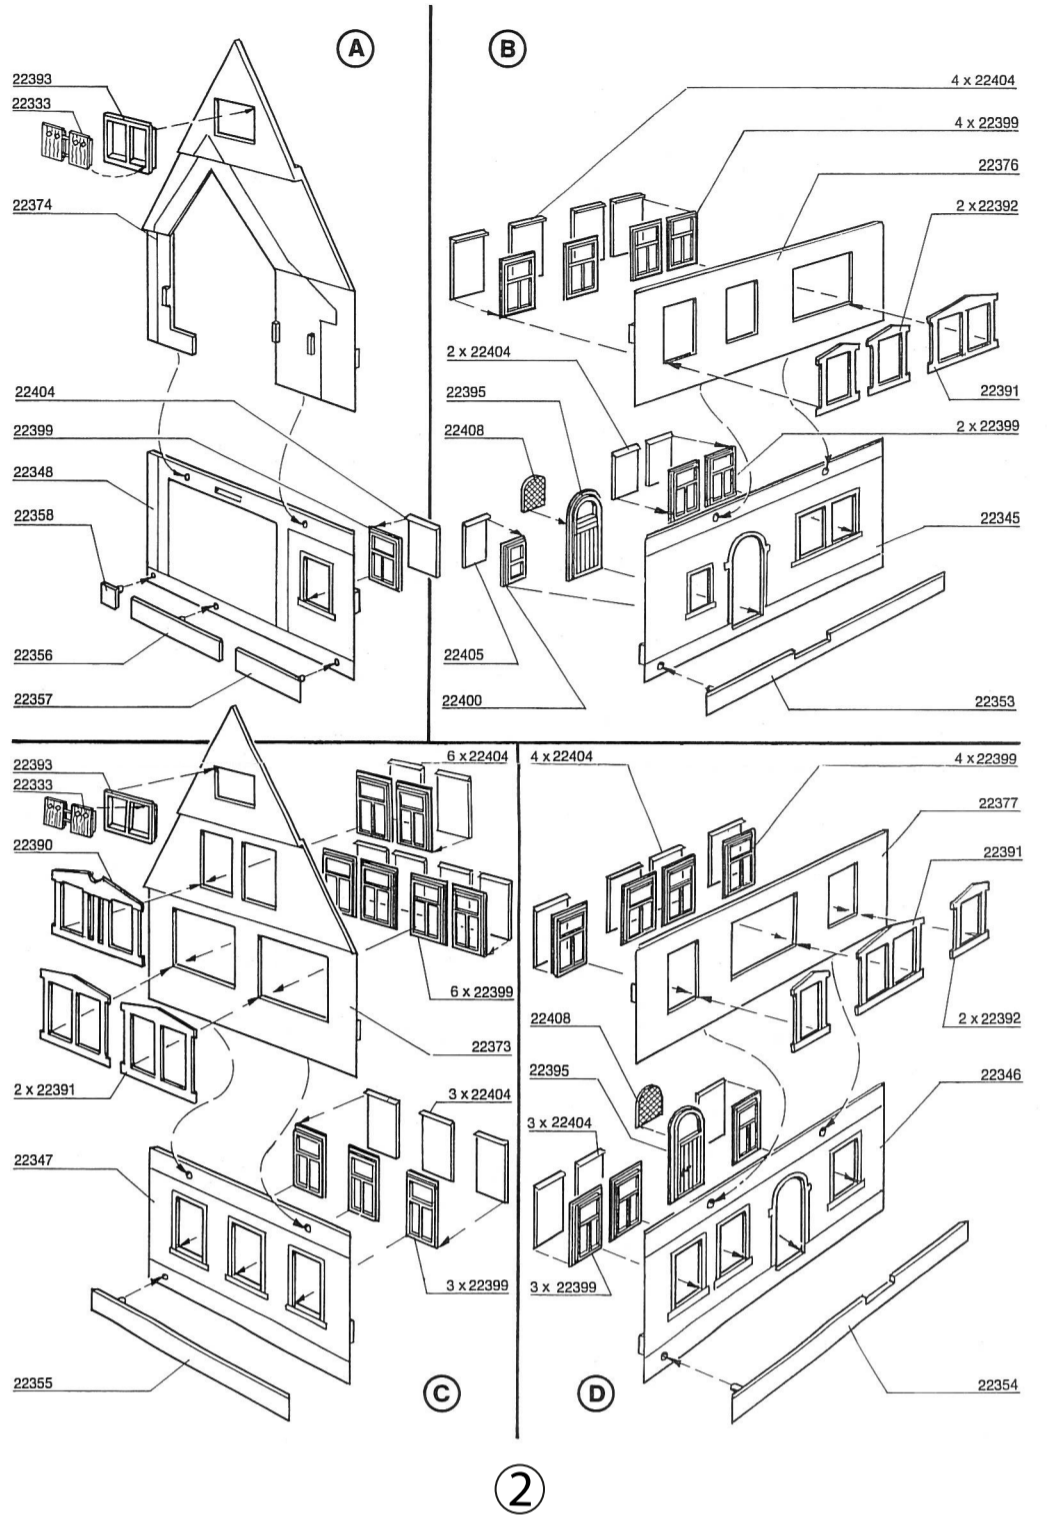 A
22393
22333
22374
22404
22399
22348
22358
22356
22357
B
4 x 22404
4 x 22399
22376
2 x 22392
22391
2 x 22404
22395
22408
2 x 22399
22345
22405
22400
22353
22393
22333
22390
6 x 22404
6 x 22399
22373
2 x 22391
3 x 22404
22347
3 x 22399
22355
C
4 x 22404
4 x 22399
22377
22391
2 x 22392
22408
22395
3 x 22404
22346
3 x 22399
22354
D
2